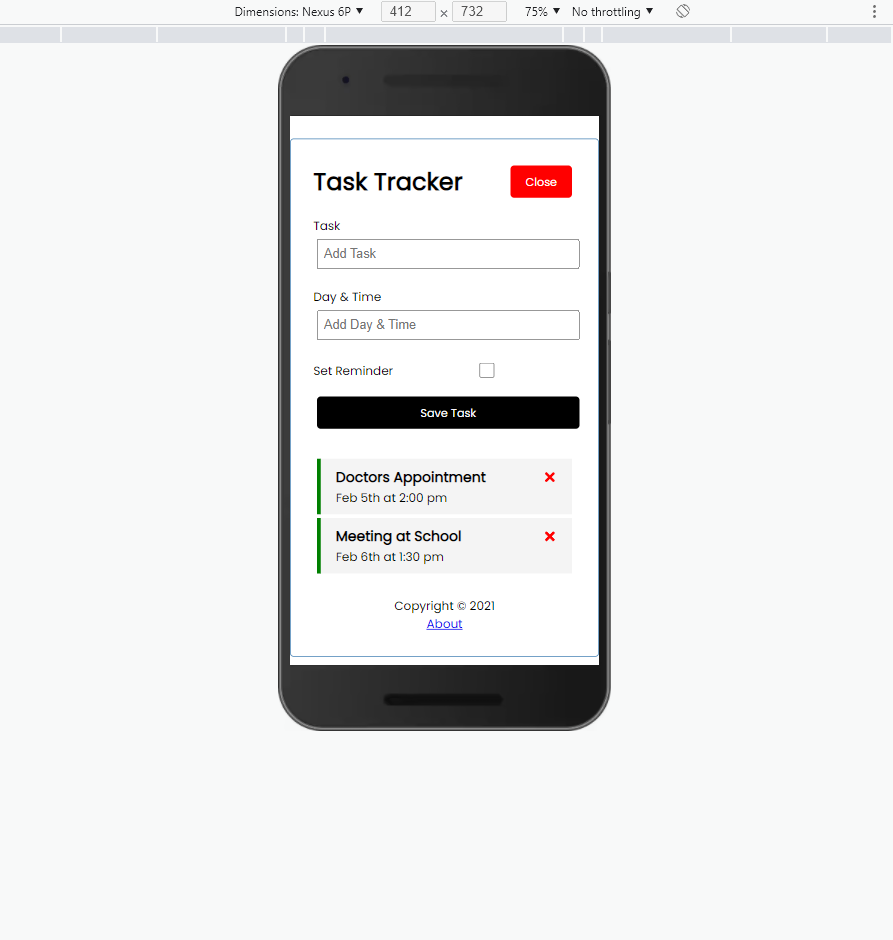 Dimensions: Nexus 6P ▼ 412 × 732 75% ▼ No throttling ▼
Task Tracker Close
Task
Add Task
Day & Time
Add Day & Time
Set Reminder
Save Task
Doctors Appointment
Feb 5th at 2:00 pm
Meeting at School
Feb 6th at 1:30 pm
Copyright © 2021
About